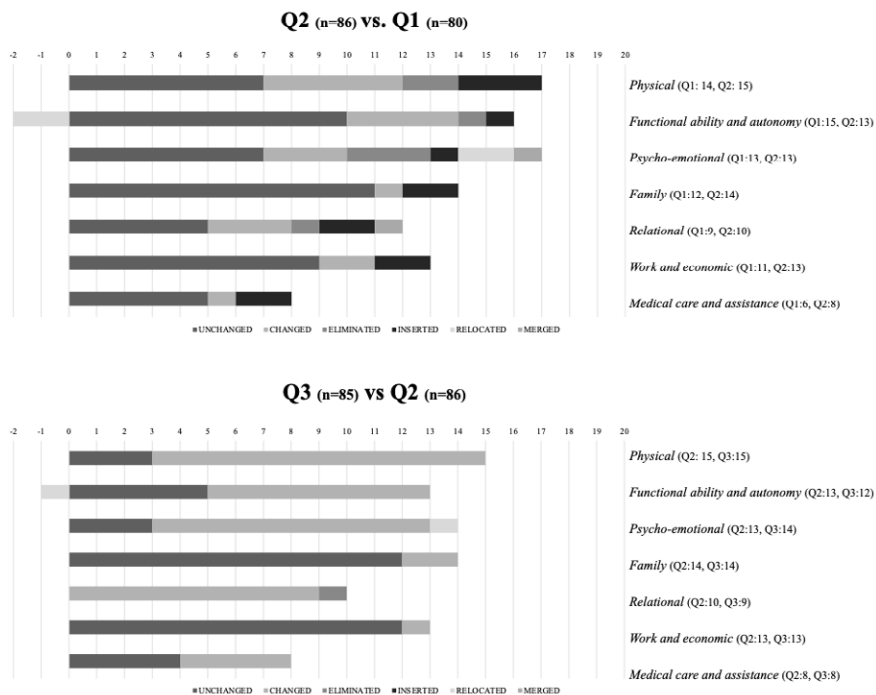 Q2 (n=86) vs. Q1 (n=80)
-2 -1 0 1 2 3 4 5 6 7 8 9 10 11 12 13 14 15 16 17 18 19 20
Physical (Q1: 14, Q2: 15)
Functional ability and autonomy (Q1:15, Q2:13)
Psycho-emotional (Q1:13, Q2:13)
Family (Q1:12, Q2:14)
Relational (Q1:9, Q2:10)
Work and economic (Q1:11, Q2:13)
Medical care and assistance (Q1:6, Q2:8)
UNCHANGED CHANGED ELIMINATED INSERTED RELOCATED MERGED
Q3 (n=85) vs Q2 (n=86)
-2 -1 0 1 2 3 4 5 6 7 8 9 10 11 12 13 14 15 16 17 18 19 20
Physical (Q2: 15, Q3:15)
Functional ability and autonomy (Q2:13, Q3:12)
Psycho-emotional (Q2:13, Q3:14)
Family (Q2:14, Q3:14)
Relational (Q2:10, Q3:9)
Work and economic (Q2:13, Q3:13)
Medical care and assistance (Q2:8, Q3:8)
UNCHANGED CHANGED ELIMINATED INSERTED RELOCATED MERGED